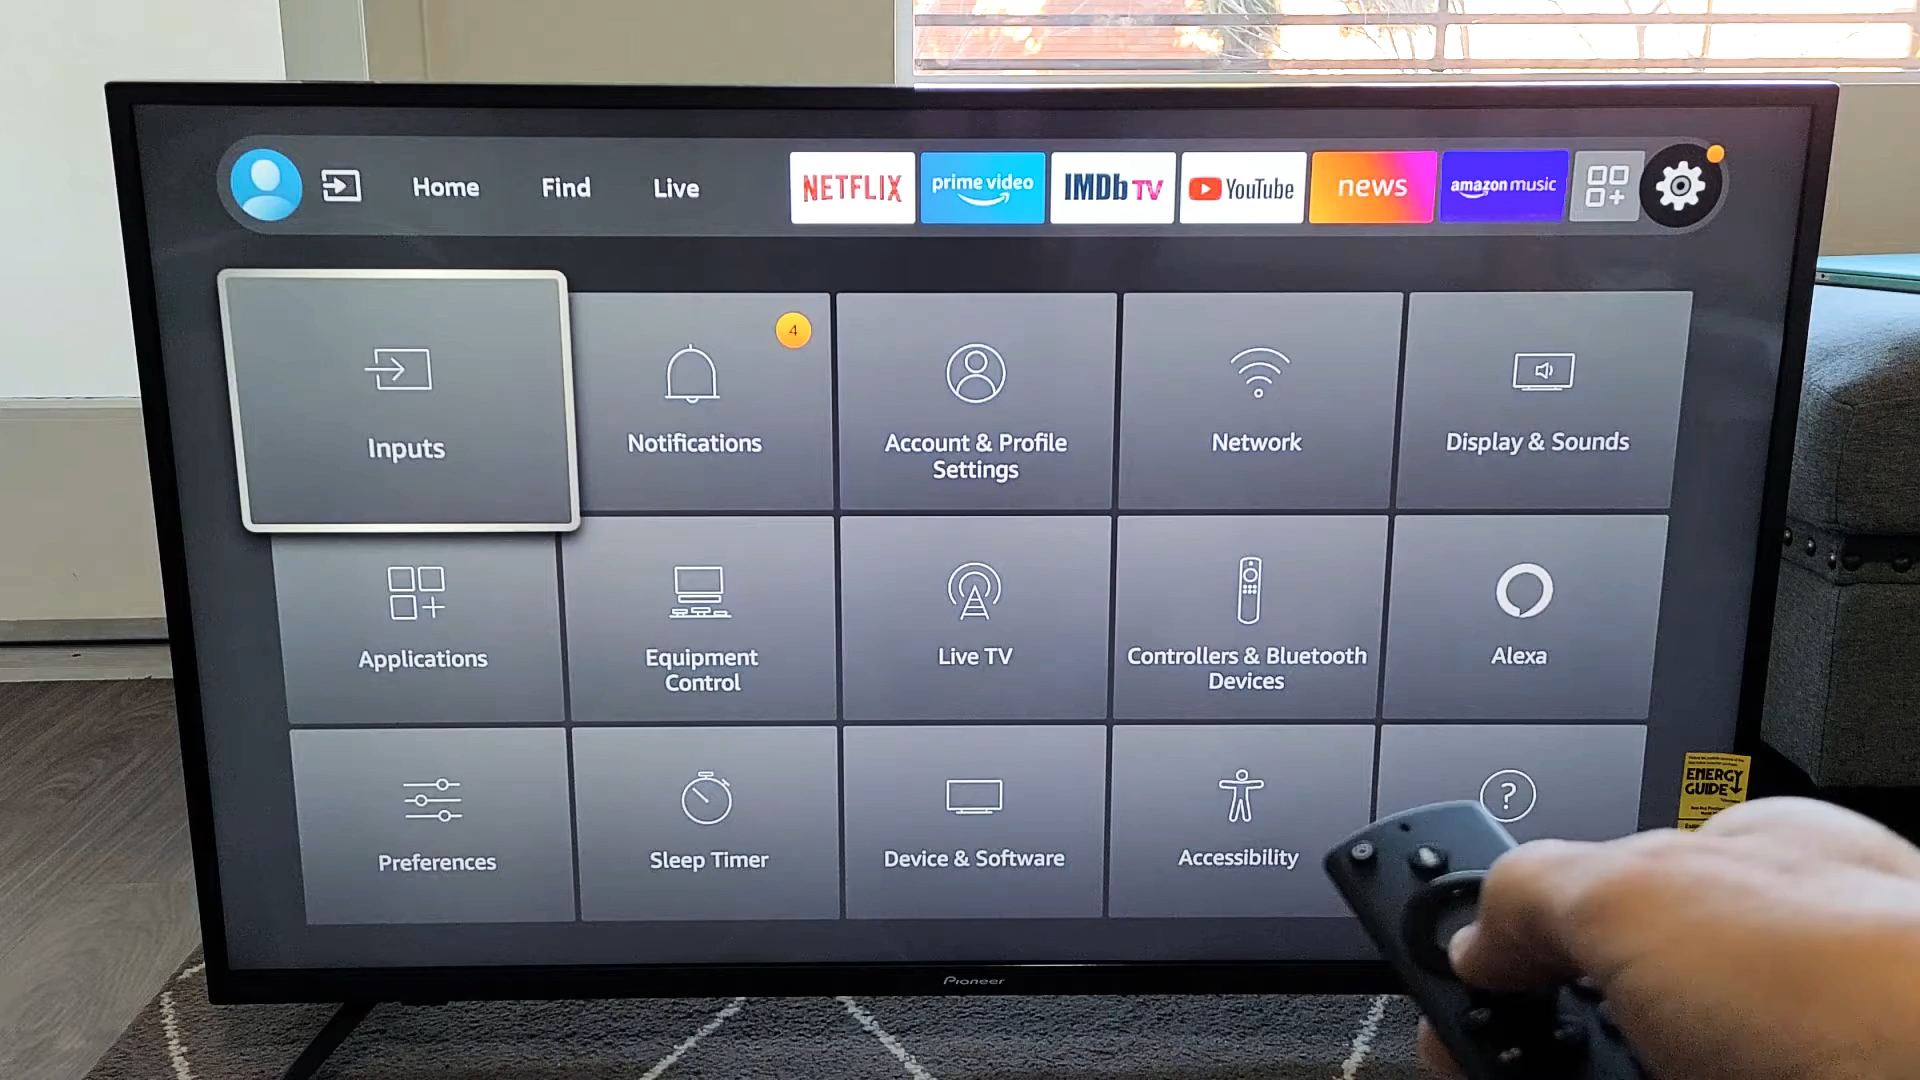 Home Find Live NETFLIX prime video IMDb TV YouTube news amazon music
4
Inputs
Notifications
Account & Profile
Settings
Network
Display & Sounds
Applications
Equipment
Control
Live TV
Controllers & Bluetooth
Devices
Alexa
Preferences
Sleep Timer
Device & Software
Accessibility
?
ENERGY
GUIDE
Pioneer